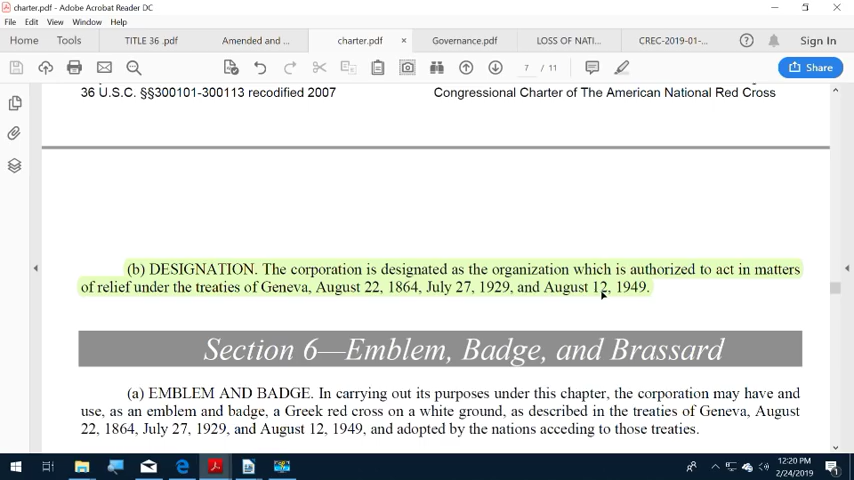 charter.pdf - Adobe Acrobat Reader DC
File Edit View Window Help
Home Tools TITLE 36 .pdf Amended and ... charter.pdf × Governance.pdf LOSS OF NATI... CREC-2019-01-... Sign In
7 / 11 Share
36 U.S.C. §§300101-300113 recodified 2007 Congressional Charter of The American National Red Cross
(b) DESIGNATION. The corporation is designated as the organization which is authorized to act in matters
of relief under the treaties of Geneva, August 22, 1864, July 27, 1929, and August 12, 1949.
Section 6—Emblem, Badge, and Brassard
(a) EMBLEM AND BADGE. In carrying out its purposes under this chapter, the corporation may have and
use, as an emblem and badge, a Greek red cross on a white ground, as described in the treaties of Geneva, August
22, 1864, July 27, 1929, and August 12, 1949, and adopted by the nations acceding to those treaties.
12:20 PM
2/24/2019